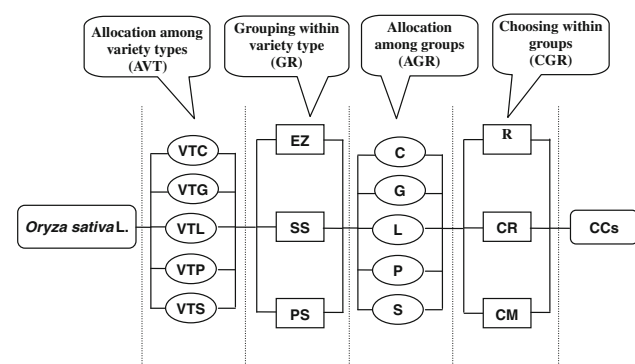 Allocation among
variety types
(AVT)
Grouping within
variety type
(GR)
Allocation
among groups
(AGR)
Choosing within
groups
(CGR)
Oryza sativa L.
VTC
VTG
VTL
VTP
VTS
EZ
SS
PS
C
G
L
P
S
R
CR
CM
CCs